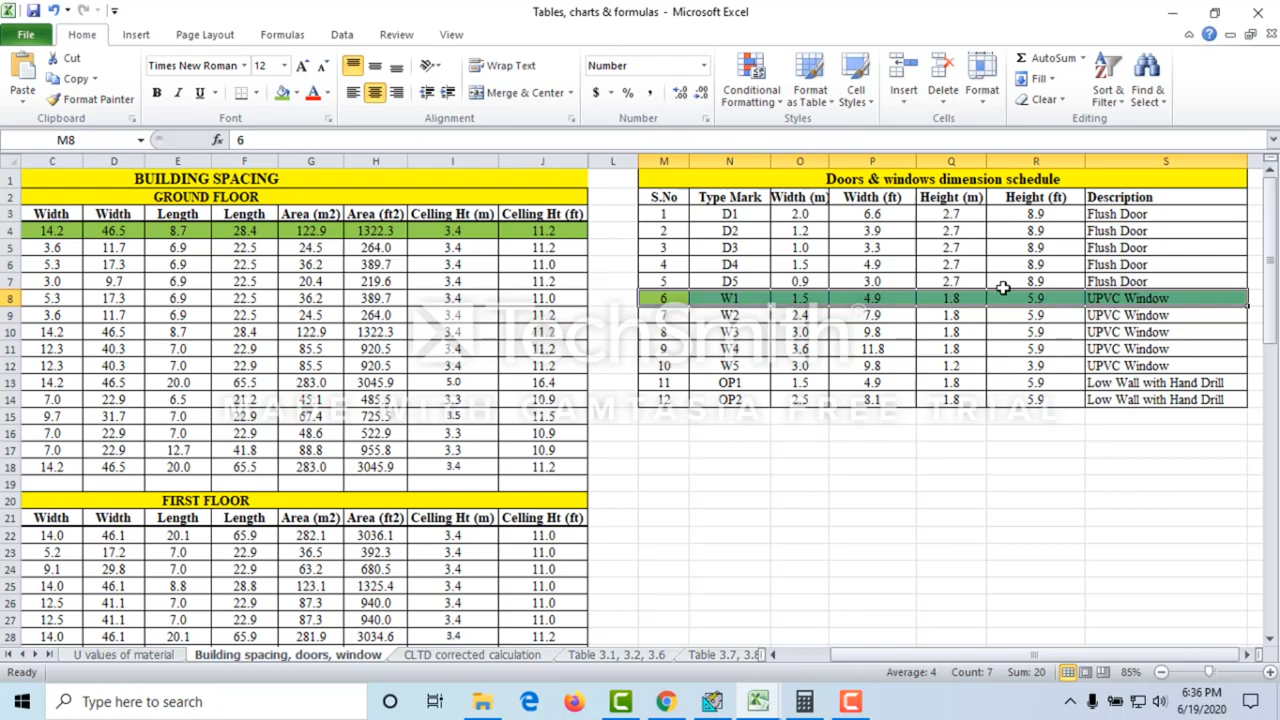 Tables, charts & formulas - Microsoft Excel
File Home Insert Page Layout Formulas Data Review View
Paste Cut Copy Format Painter Clipboard
Times New Roman 12 B I U A A A Font
Wrap Text Merge & Center Alignment
Number $ % , Number
Conditional Formatting Format as Table Cell Styles Styles
Insert Delete Format Cells
Σ AutoSum Fill Clear Sort & Filter Find & Select Editing
M8 fx 6
C D E F G H I J L M N O P Q R S
1 BUILDING SPACING Doors & windows dimension schedule
2 GROUND FLOOR S.No Type Mark Width (m) Width (ft) Height (m) Height (ft) Description
3 Width Width Length Length Area (m2) Area (ft2) Celling Ht (m) Celling Ht (ft) 1 D1 2.0 6.6 2.7 8.9 Flush Door
4 14.2 46.5 8.7 28.4 122.9 1322.3 3.4 11.2 2 D2 1.2 3.9 2.7 8.9 Flush Door
5 3.6 11.7 6.9 22.5 24.5 264.0 3.4 11.2 3 D3 1.0 3.3 2.7 8.9 Flush Door
6 5.3 17.3 6.9 22.5 36.2 389.7 3.4 11.0 4 D4 1.5 4.9 2.7 8.9 Flush Door
7 3.0 9.7 6.9 22.5 20.4 219.6 3.4 11.2 5 D5 0.9 3.0 2.7 8.9 Flush Door
8 5.3 17.3 6.9 22.5 36.2 389.7 3.4 11.0 6 W1 1.5 4.9 1.8 5.9 UPVC Window
9 3.6 11.7 6.9 22.5 24.5 264.0 3.4 11.2 7 W2 2.4 7.9 1.8 5.9 UPVC Window
10 14.2 46.5 8.7 28.4 122.9 1322.3 3.4 11.2 8 W3 3.0 9.8 1.8 5.9 UPVC Window
11 12.3 40.3 7.0 22.9 85.5 920.5 3.4 11.2 9 W4 3.6 11.8 1.8 5.9 UPVC Window
12 12.3 40.3 7.0 22.9 85.5 920.5 3.4 11.2 10 W5 3.0 9.8 1.2 3.9 UPVC Window
13 14.2 46.5 20.0 65.5 283.0 3045.9 5.0 16.4 11 OP1 1.5 4.9 1.8 5.9 Low Wall with Hand Drill
14 7.0 22.9 6.5 21.2 45.1 485.5 3.3 10.9 12 OP2 2.5 8.1 1.8 5.9 Low Wall with Hand Drill
15 9.7 31.7 7.0 22.9 67.4 725.5 3.5 11.5
16 7.0 22.9 7.0 22.9 48.6 522.9 3.3 10.9
17 7.0 22.9 12.7 41.8 88.8 955.8 3.3 10.9
18 14.2 46.5 20.0 65.5 283.0 3045.9 3.4 11.2
19
20 FIRST FLOOR
21 Width Width Length Length Area (m2) Area (ft2) Celling Ht (m) Celling Ht (ft)
22 14.0 46.1 20.1 65.9 282.1 3036.1 3.4 11.0
23 5.2 17.2 7.0 22.9 36.5 392.3 3.4 11.0
24 9.1 29.8 7.0 22.9 63.2 680.5 3.4 11.0
25 14.0 46.1 8.8 28.8 123.1 1325.4 3.4 11.0
26 12.5 41.1 7.0 22.9 87.3 940.0 3.4 11.0
27 12.5 41.1 7.0 22.9 87.3 940.0 3.4 11.0
28 14.0 46.1 20.1 65.9 281.9 3034.6 3.4 11.2
TechSmith
MADE WITH CAMTASIA FREE TRIAL
U values of material Building spacing, doors, window CLTD corrected calculation Table 3.1, 3.2, 3.6 Table 3.7, 3.8
Ready Average: 4 Count: 7 Sum: 20 85%
Type here to search
6:36 PM
6/19/2020